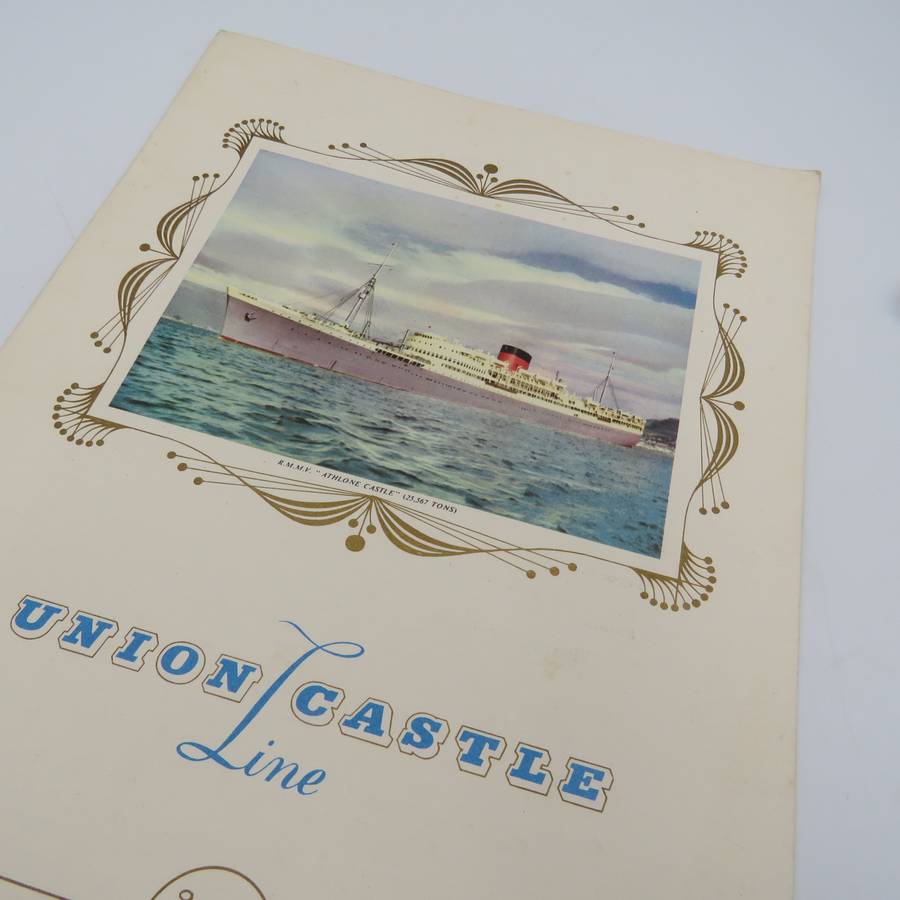 R.M.M.V. "ATHLONE CASTLE" (25,567 TONS)
UNION CASTLE
Line